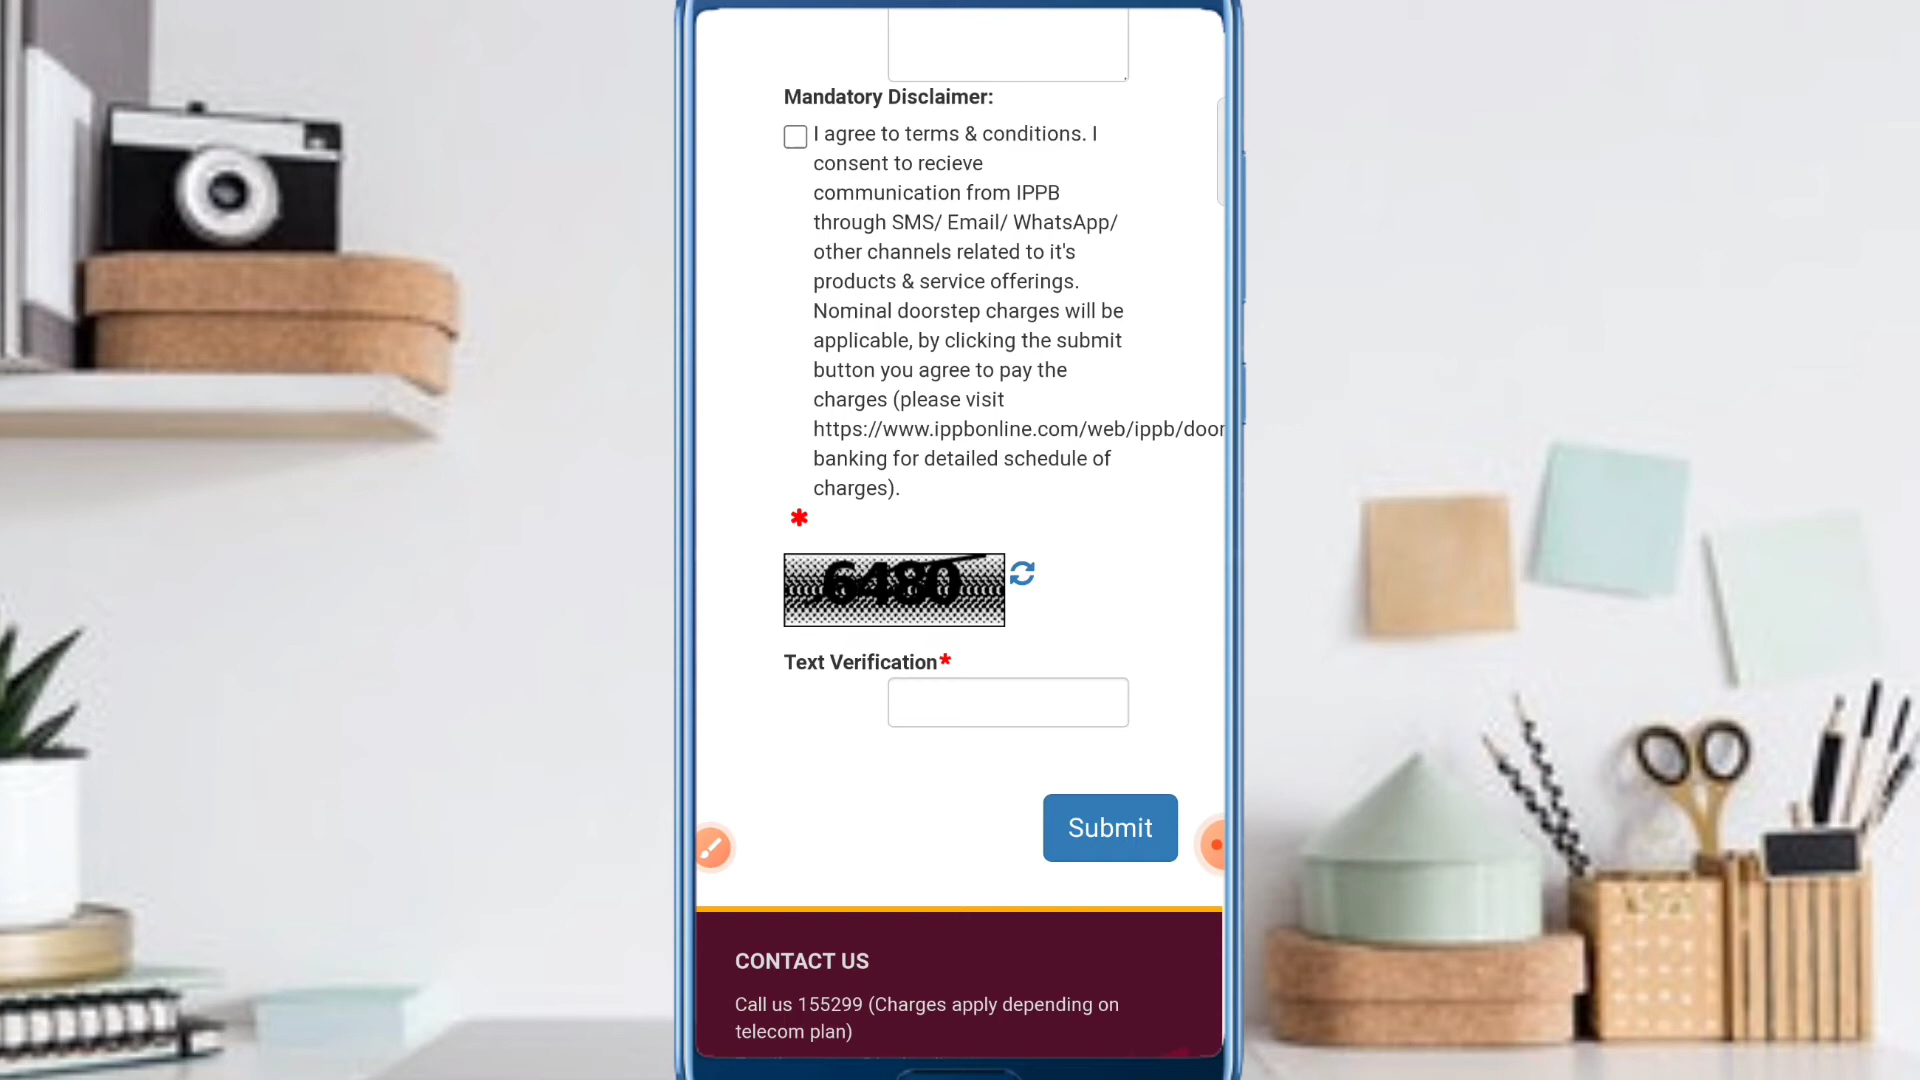 Mandatory Disclaimer:
I agree to terms & conditions. I
consent to recieve
communication from IPPB
through SMS/ Email/ WhatsApp/
other channels related to it's
products & service offerings.
Nominal doorstep charges will be
applicable, by clicking the submit
button you agree to pay the
charges (please visit
https://www.ippbonline.com/web/ippb/door
banking for detailed schedule of
charges).
*
6480
Text Verification*
Submit
CONTACT US
Call us 155299 (Charges apply depending on
telecom plan)